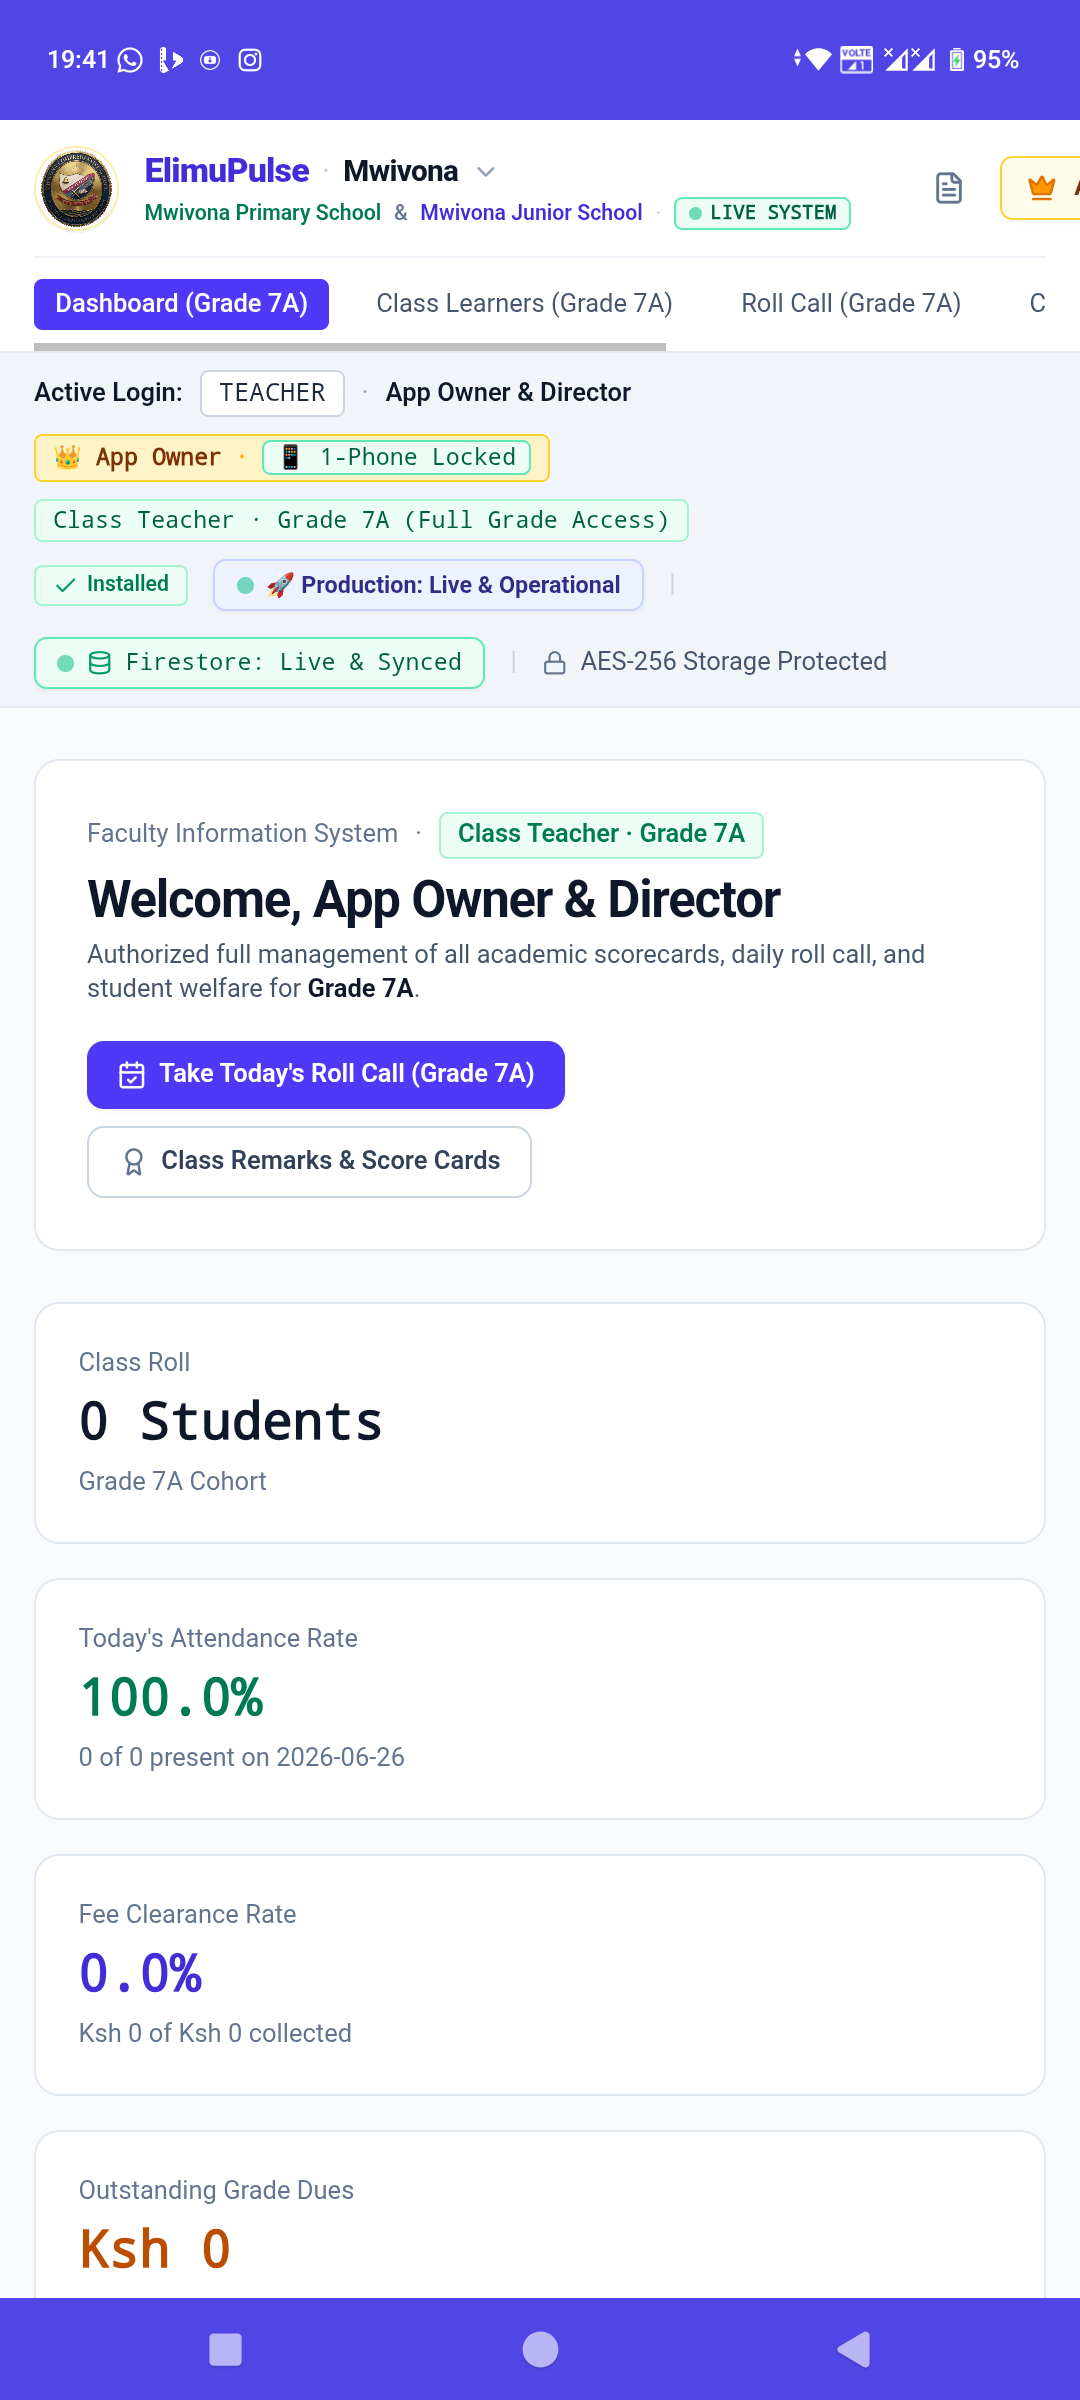 19:41
VOLTE 1
95%
ElimuPulse · Mwivona
Mwivona Primary School & Mwivona Junior School · LIVE SYSTEM
Dashboard (Grade 7A) Class Learners (Grade 7A) Roll Call (Grade 7A) C
Active Login: TEACHER · App Owner & Director
👑 App Owner · 📱 1-Phone Locked
Class Teacher · Grade 7A (Full Grade Access)
Installed 🚀 Production: Live & Operational |
Firestore: Live & Synced | AES-256 Storage Protected
Faculty Information System · Class Teacher · Grade 7A
Welcome, App Owner & Director
Authorized full management of all academic scorecards, daily roll call, and
student welfare for Grade 7A.
Take Today's Roll Call (Grade 7A)
Class Remarks & Score Cards
Class Roll
0 Students
Grade 7A Cohort
Today's Attendance Rate
100.0%
0 of 0 present on 2026-06-26
Fee Clearance Rate
0.0%
Ksh 0 of Ksh 0 collected
Outstanding Grade Dues
Ksh 0